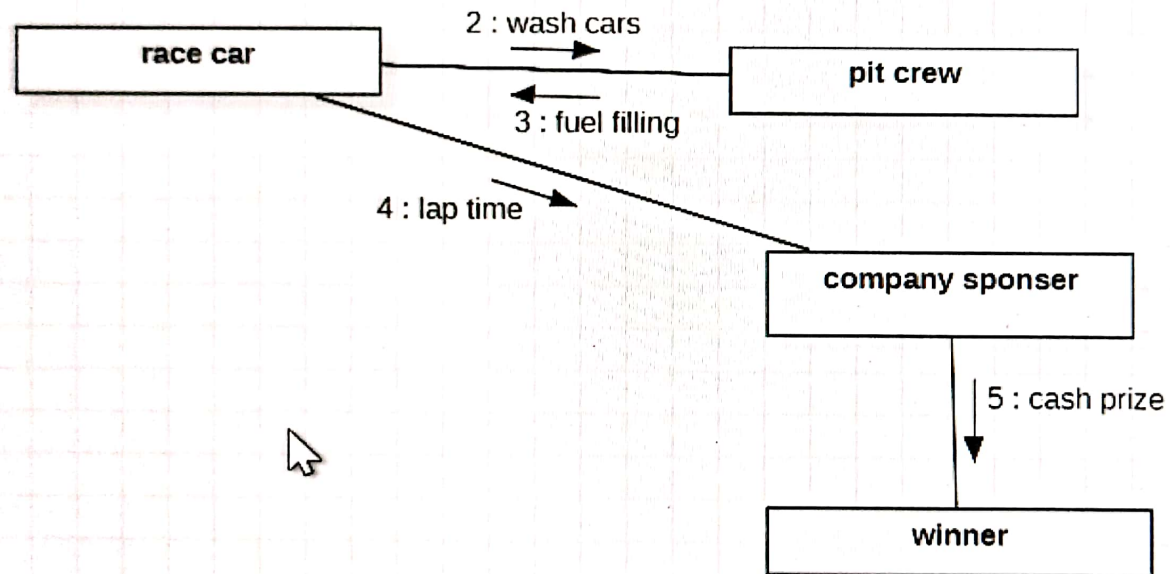 2 : wash cars
race car
pit crew
3 : fuel filling
4 : lap time
company sponser
5 : cash prize
winner